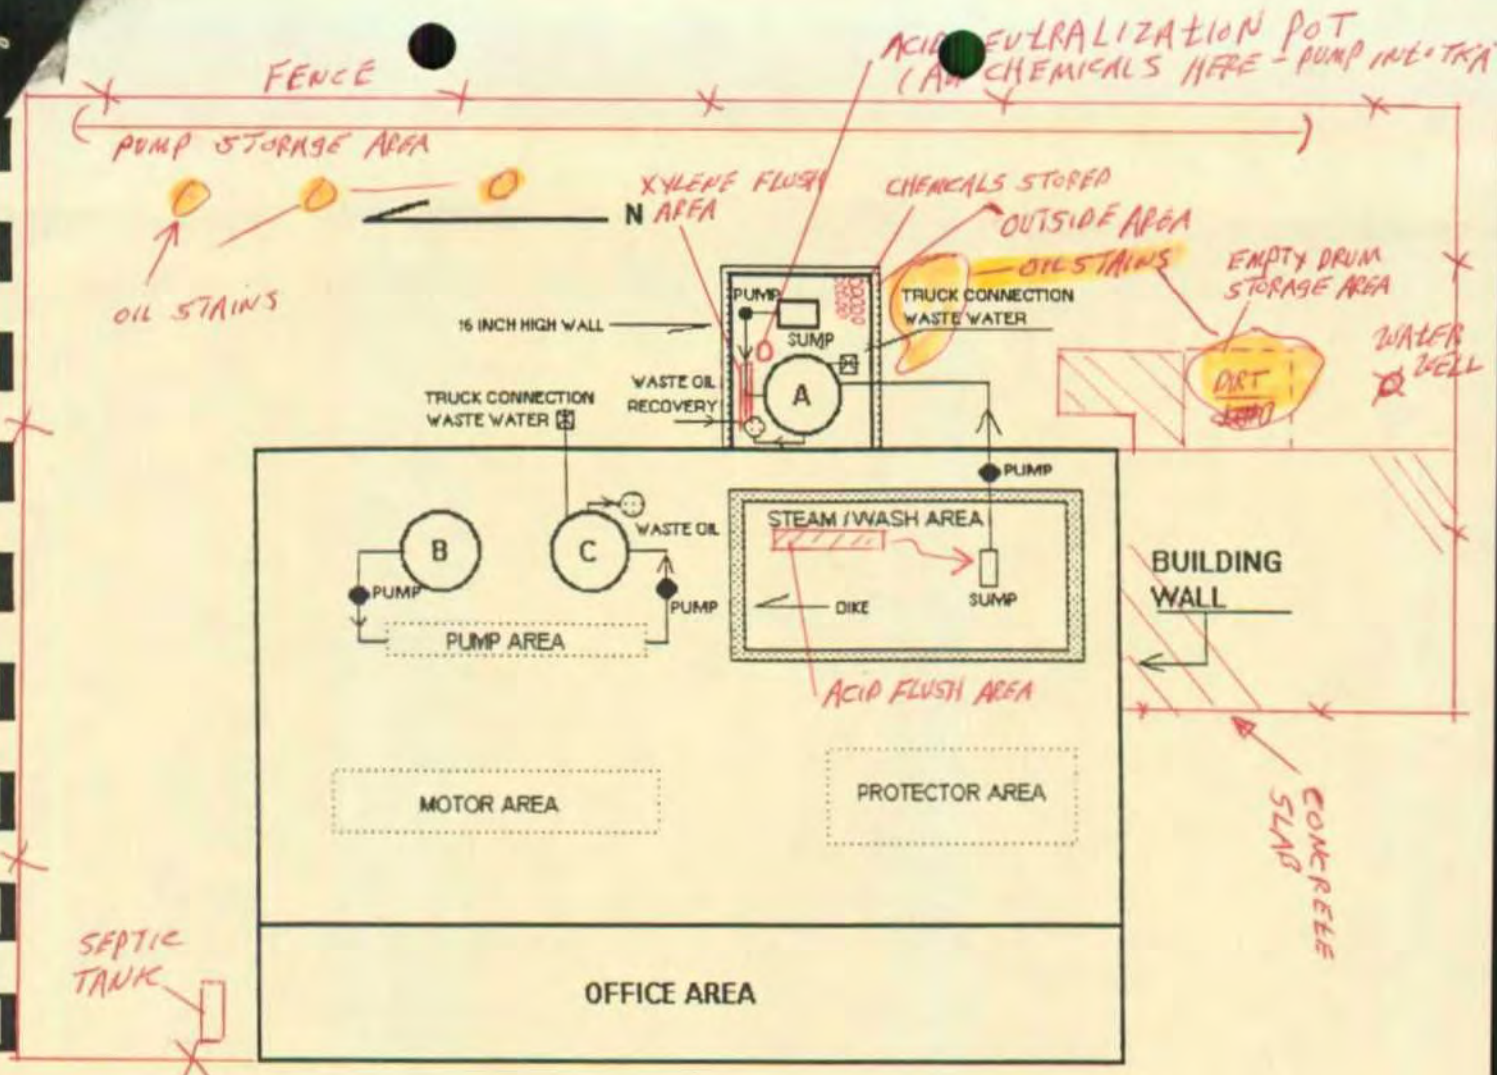 ACID NEUTRALIZATION POT
(ALL CHEMICALS HERE - PUMP INTO TKA
FENCE
PUMP STORAGE AREA
XYLENE FLUSH
AREA
CHEMICALS STORED
OUTSIDE AREA
N
OIL STAINS
OIL STAINS
EMPTY DRUM
STORAGE AREA
PUMP
TRUCK CONNECTION
WASTE WATER
16 INCH HIGH WALL
SUMP
WATER
WELL
WASTE OIL
RECOVERY
A
DIRT
TRUCK CONNECTION
WASTE WATER
PUMP
STEAM / WASH AREA
WASTE OIL
B
C
BUILDING
WALL
PUMP
PUMP
DIKE
SUMP
PUMP AREA
ACID FLUSH AREA
MOTOR AREA
PROTECTOR AREA
CONCRETE
SLAB
SEPTIC
TANK
OFFICE AREA